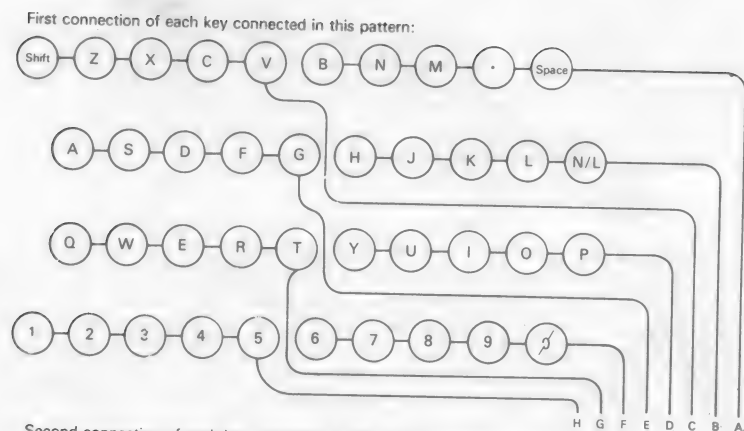 First connection of each key connected in this pattern:
Shift Z X C V B N M . Space
A S D F G H J K L N/L
Q W E R T Y U I O P
1 2 3 4 5 6 7 8 9 0
H G F E D C B A